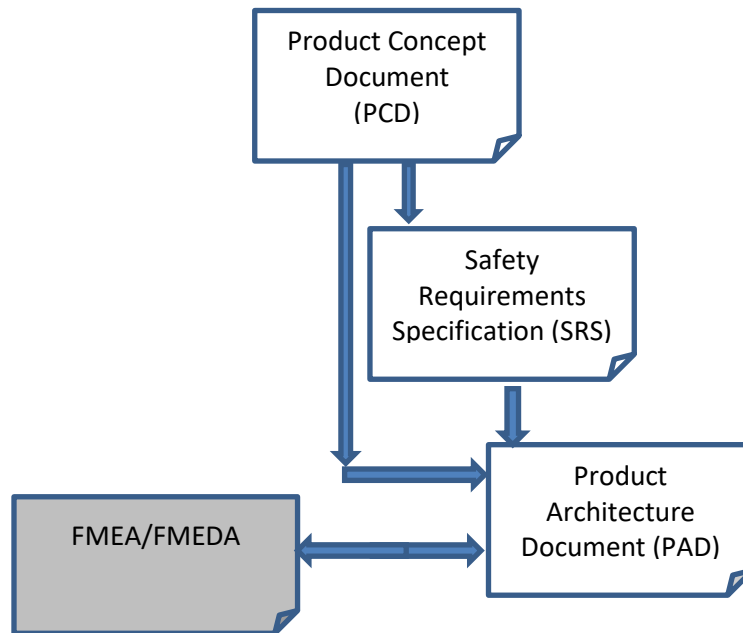 Product Concept
Document
(PCD)
Safety
Requirements
Specification (SRS)
Product
Architecture
Document (PAD)
FMEA/FMEDA